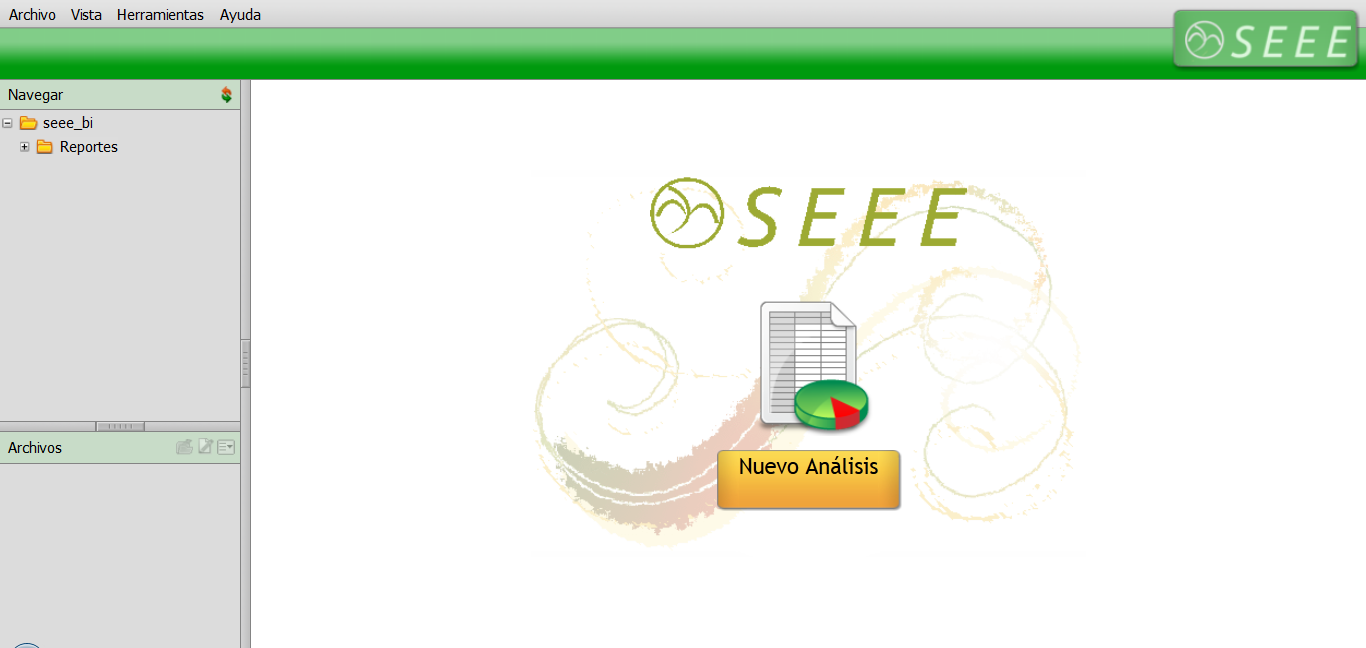 Archivo Vista Herramientas Ayuda
SEEE
Navegar
seee_bi
Reportes
SEEE
Nuevo Análisis
Archivos